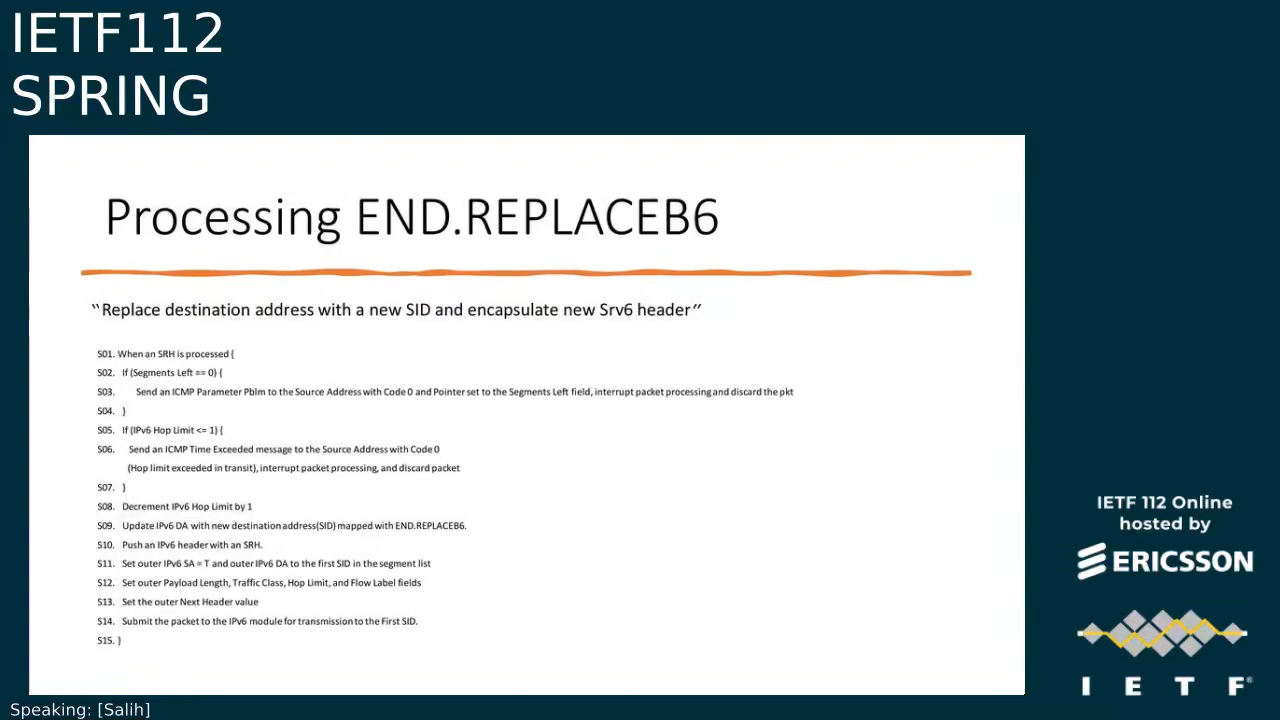 IETF112
SPRING
Processing END.REPLACEB6
‟Replace destination address with a new SID and encapsulate new Srv6 header”
S01. When an SRH is processed {
S02. If (Segments Left == 0) {
S03. Send an ICMP Parameter Pblm to the Source Address with Code 0 and Pointer set to the Segments Left field, interrupt packet processing and discard the pkt
S04. }
S05. If (IPv6 Hop Limit <= 1) {
S06. Send an ICMP Time Exceeded message to the Source Address with Code 0
(Hop limit exceeded in transit), interrupt packet processing, and discard packet
S07. }
S08. Decrement IPv6 Hop Limit by 1
S09. Update IPv6 DA with new destination address(SID) mapped with END.REPLACEB6.
S10. Push an IPv6 header with an SRH.
S11. Set outer IPv6 SA = T and outer IPv6 DA to the first SID in the segment list
S12. Set outer Payload Length, Traffic Class, Hop Limit, and Flow Label fields
S13. Set the outer Next Header value
S14. Submit the packet to the IPv6 module for transmission to the First SID.
S15. }
IETF 112 Online
hosted by
ERICSSON
I E T F®
Speaking: [Salih]